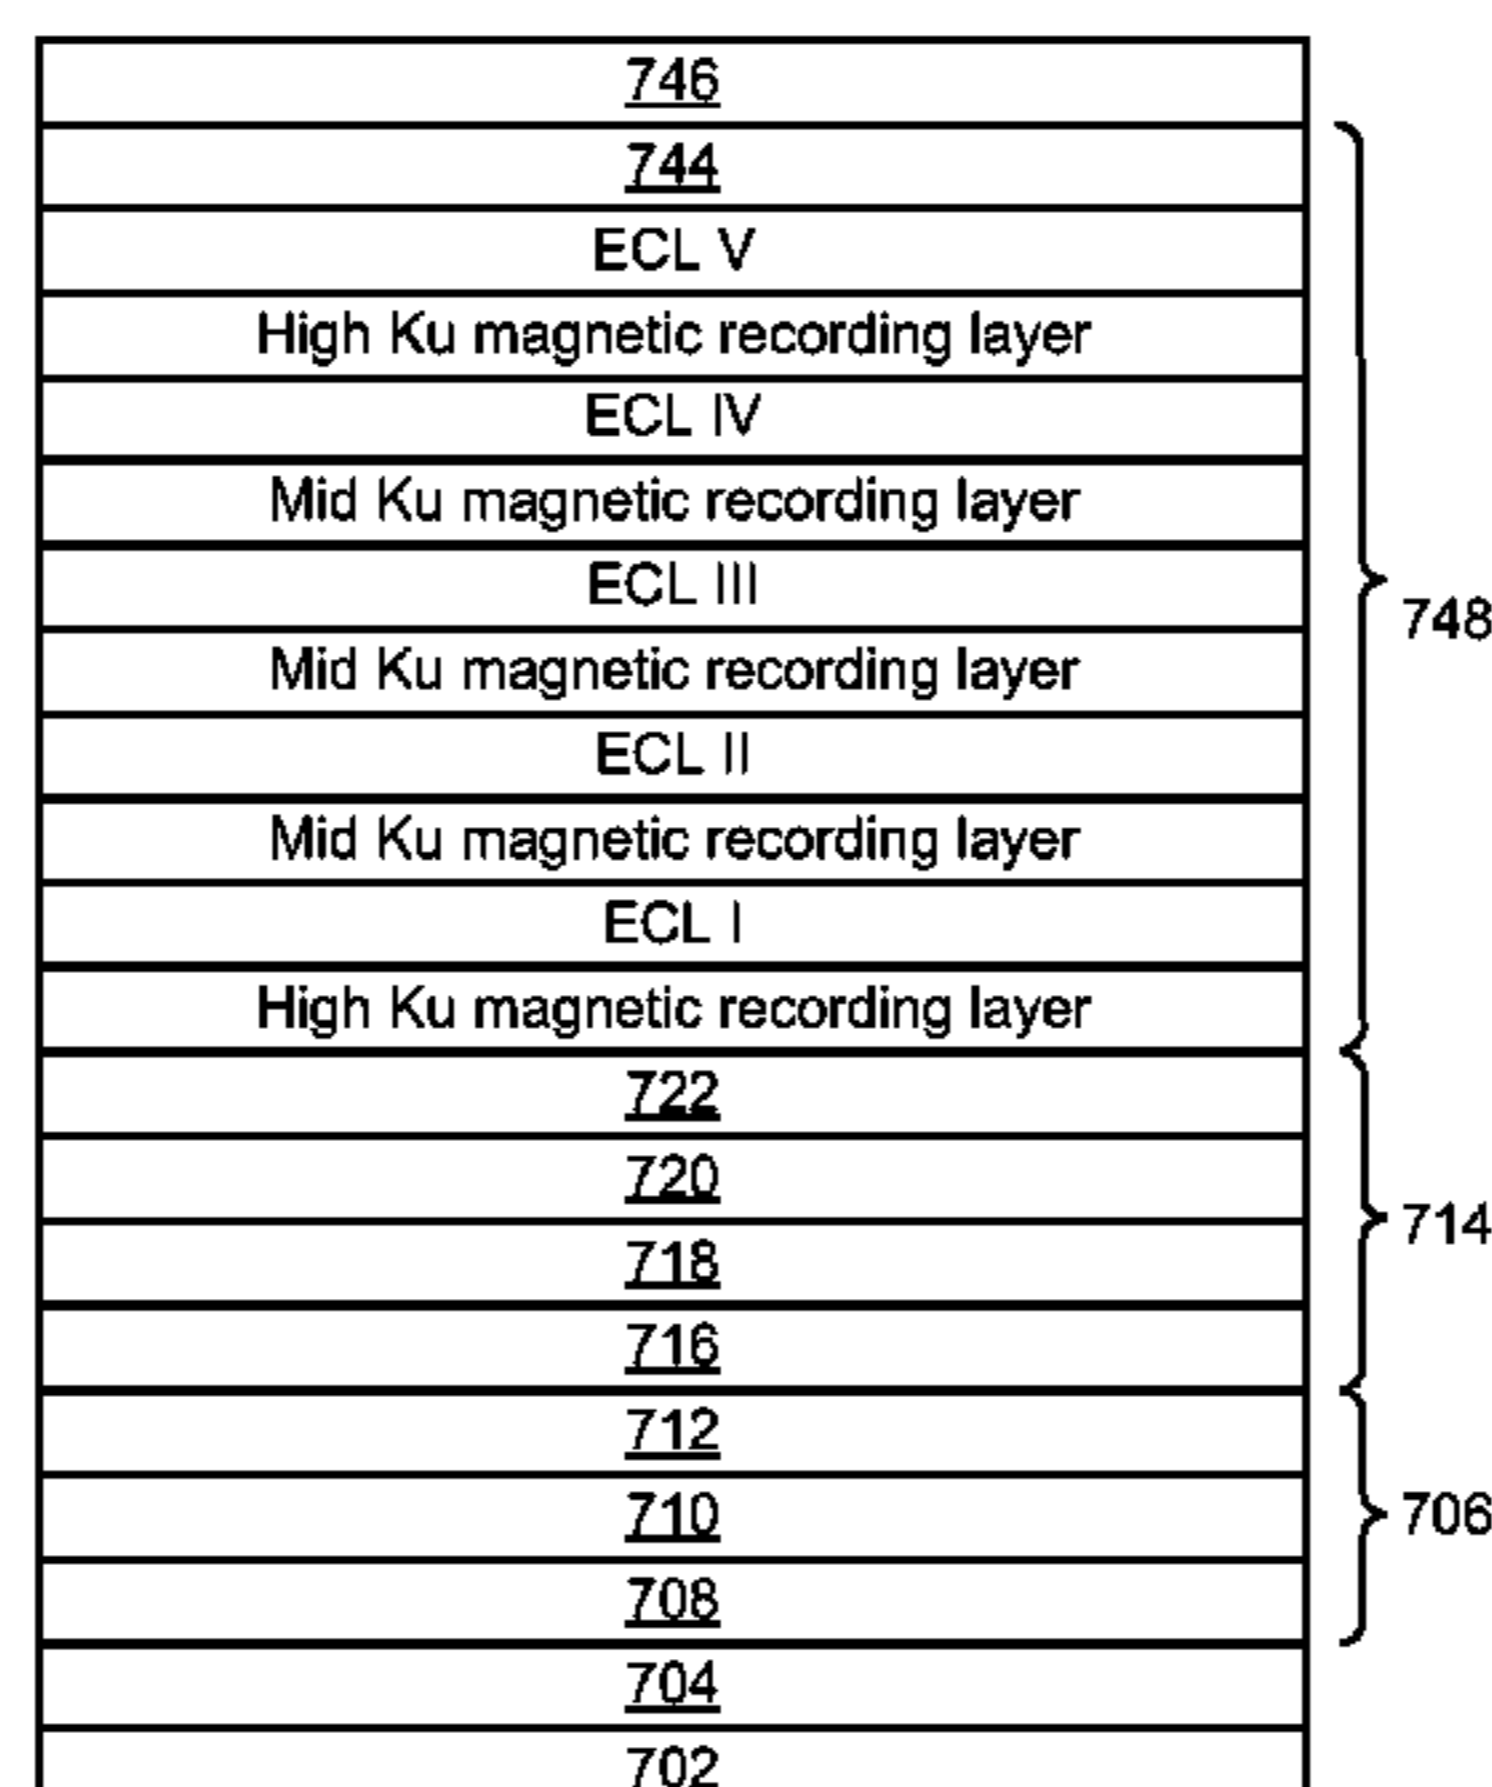 746
744
ECL V
High Ku magnetic recording layer
ECL IV
Mid Ku magnetic recording layer
ECL III
748
Mid Ku magnetic recording layer
ECL II
Mid Ku magnetic recording layer
ECL I
High Ku magnetic recording layer
722
720
714
718
716
712
710
706
708
704
702